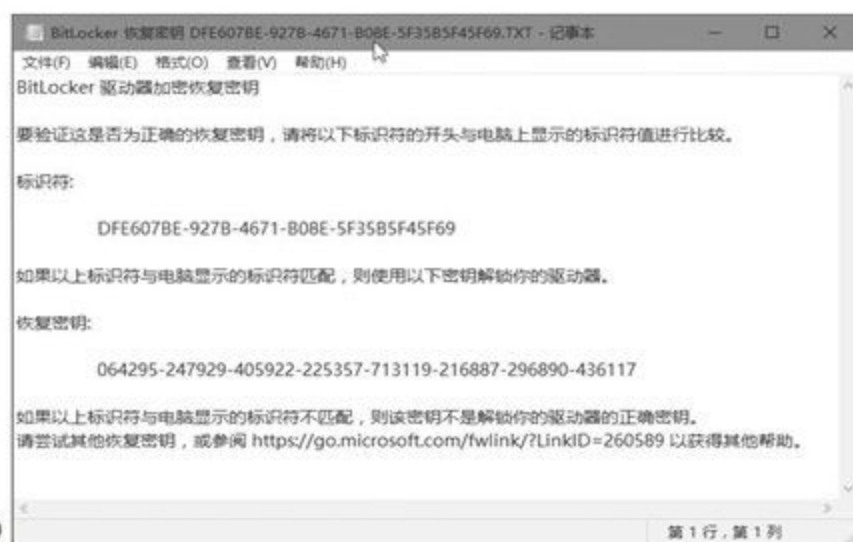 BitLocker 恢复密钥 DFE607BE-927B-4671-B08E-5F35B5F45F69.TXT - 记事本
文件(F) 编辑(E) 格式(O) 查看(V) 帮助(H)
BitLocker 驱动器加密恢复密钥
要验证这是否为正确的恢复密钥，请将以下标识符的开头与电脑上显示的标识符值进行比较。
标识符:
DFE607BE-927B-4671-B08E-5F35B5F45F69
如果以上标识符与电脑显示的标识符匹配，则使用以下密钥解锁你的驱动器。
恢复密钥:
064295-247929-405922-225357-713119-216887-296890-436117
如果以上标识符与电脑显示的标识符不匹配，则该密钥不是解锁你的驱动器的正确密钥。
请尝试其他恢复密钥，或参阅 https://go.microsoft.com/fwlink/?LinkID=260589 以获得其他帮助。
第 1 行，第 1 列